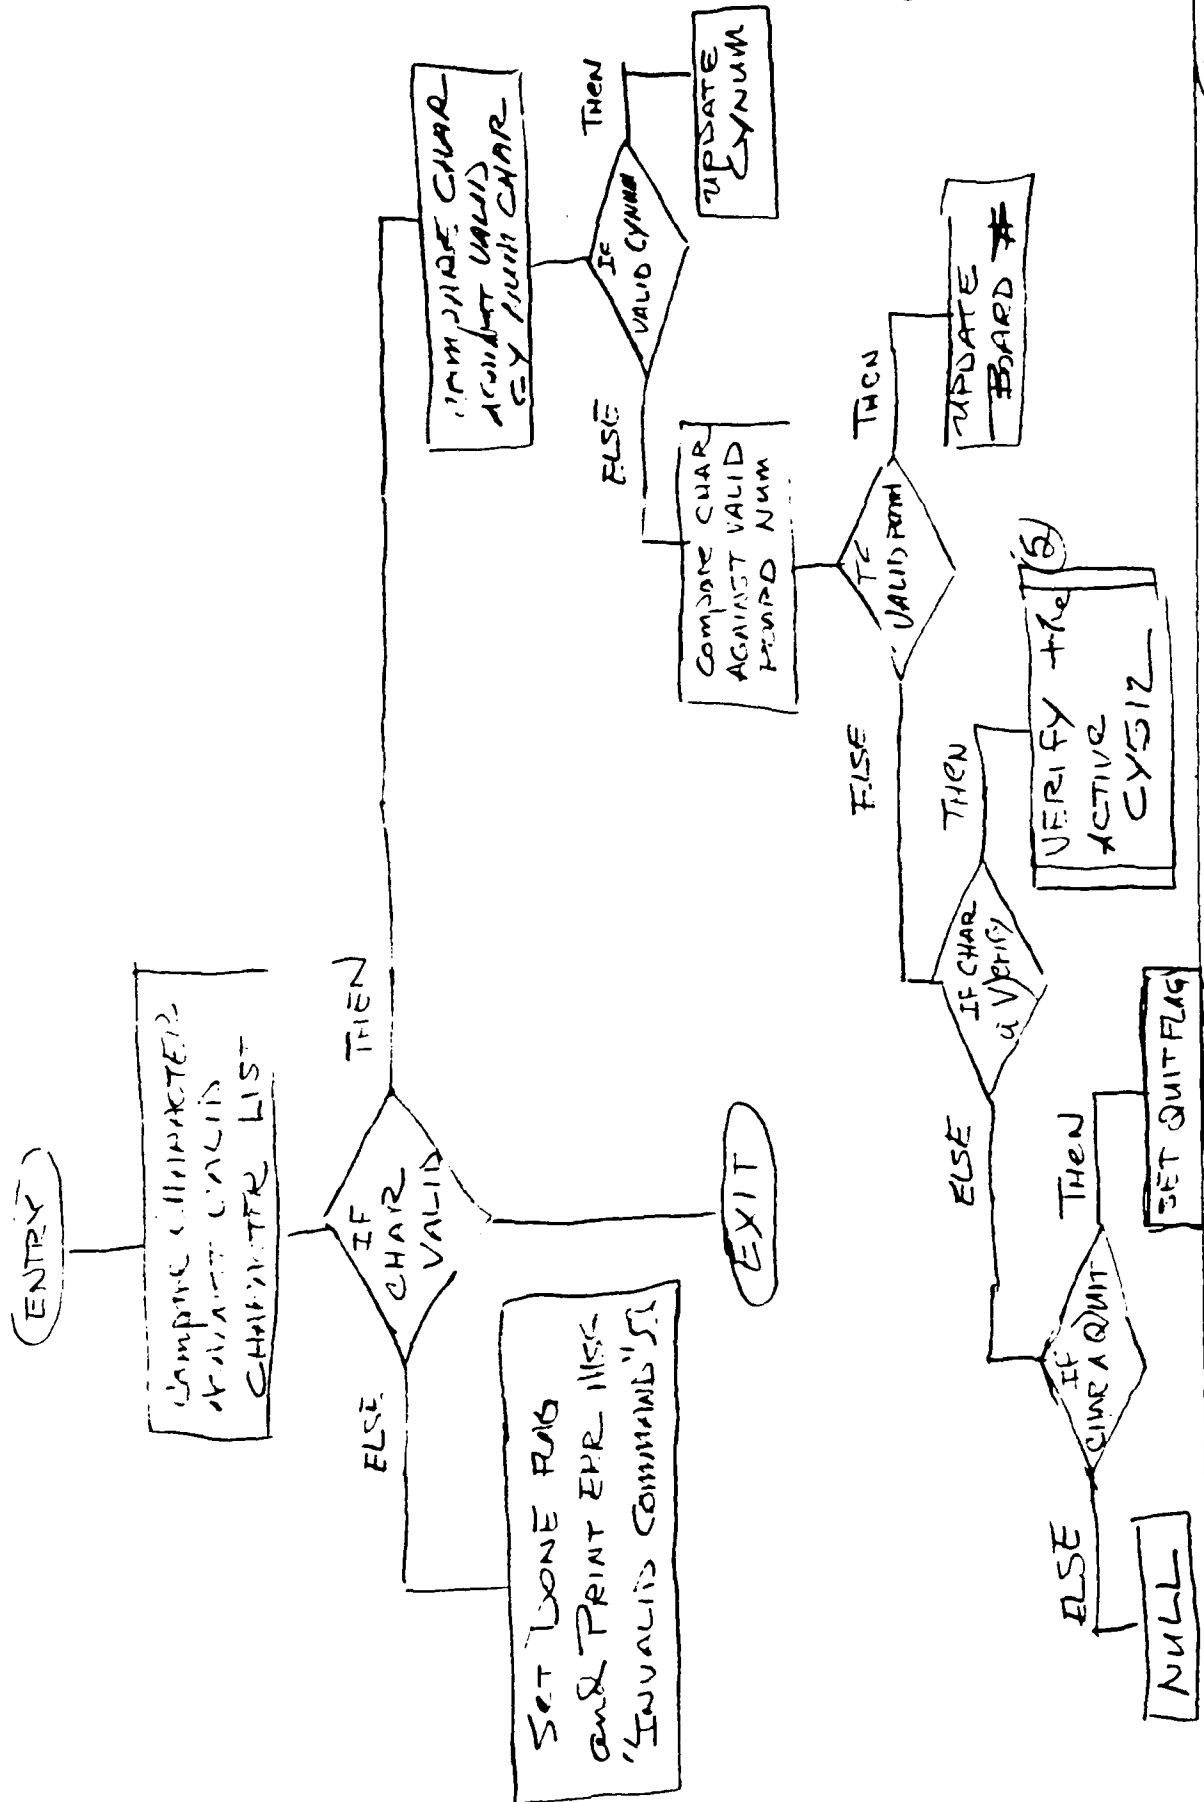 ENTRY
Compare CHARACTER
AGAINST VALID
CHARACTER LIST
IF
CHAR
VALID
THEN
ELSE
SET DONE FLAG
and PRINT ERR MSG
"INVALID COMMAND"
EXIT
COMPARE CHAR
AGAINST VALID
CY NUM CHAR
IF
VALID CYNUM
THEN
UPDATE
CYNUM
ELSE
COMPARE CHAR
AGAINST VALID
BOARD NUM
IF
VALID
THEN
UPDATE
BOARD #
ELSE
IF CHAR
a Verify
THEN
VERIFY the
ACTIVE
CY512
5
ELSE
IF
CHAR A QUIT
THEN
SET QUIT FLAG
ELSE
NULL